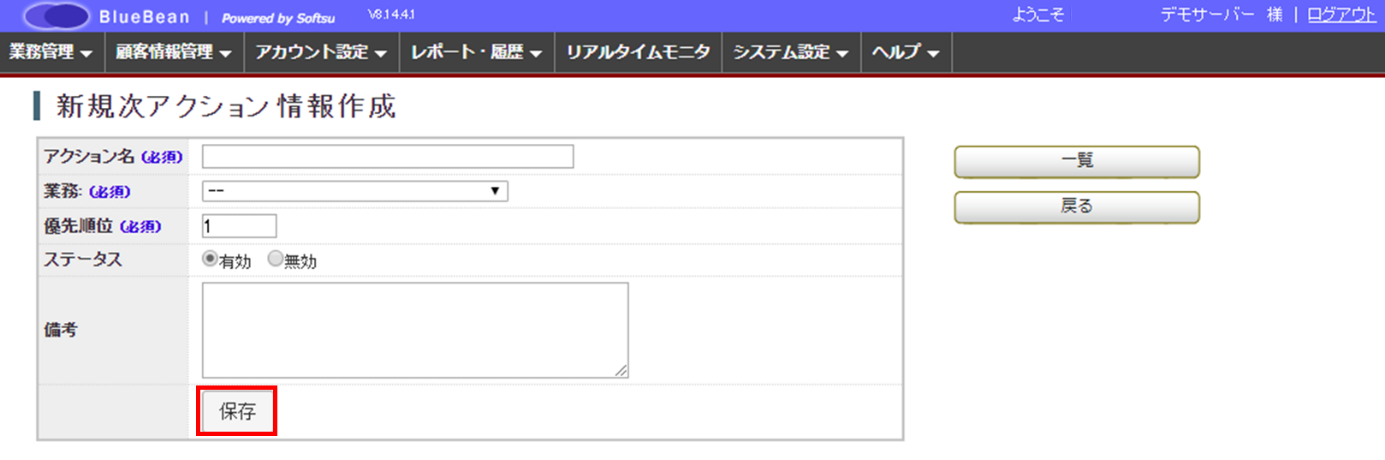 BlueBean | Powered by Softsu V8.14.4.1 ようこそ デモサーバー 様 | ログアウト
業務管理 顧客情報管理 アカウント設定 レポート・履歴 リアルタイムモニタ システム設定 ヘルプ
新規次アクション情報作成
アクション名 (必須)
一覧
業務: (必須) --
戻る
優先順位 (必須) 1
ステータス 有効 無効
備考
保存